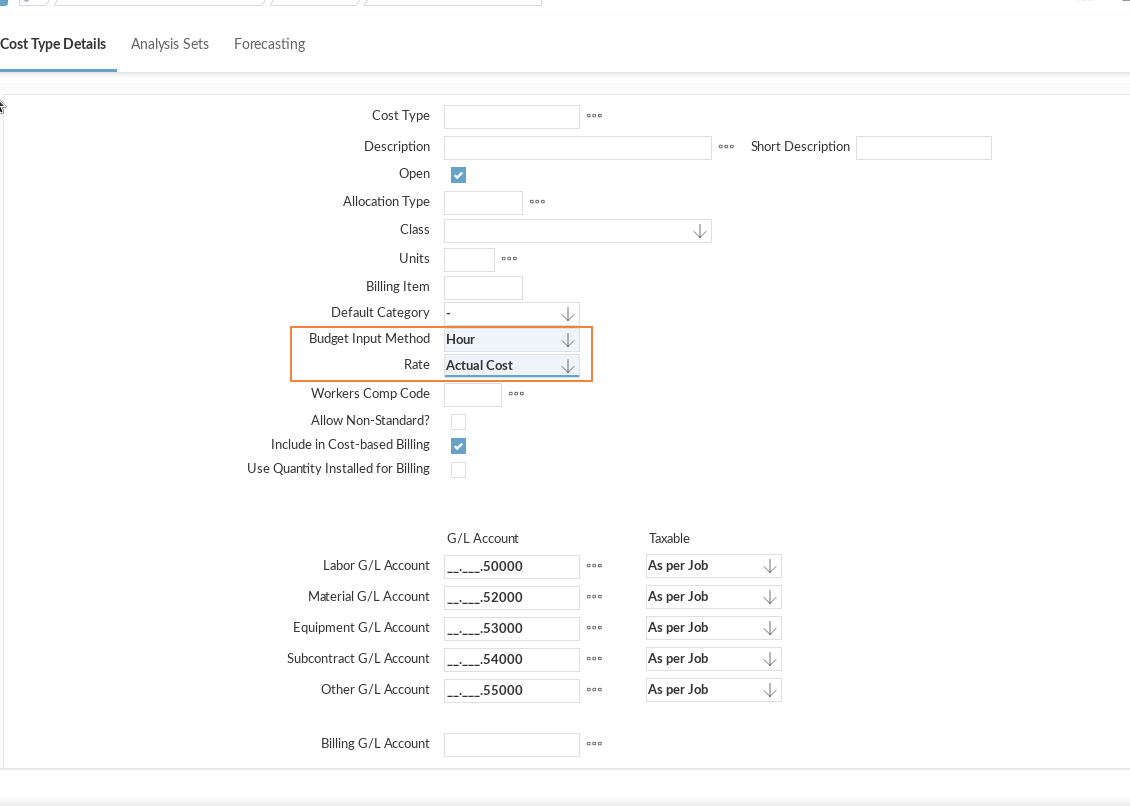 Cost Type Details Analysis Sets Forecasting
Cost Type
Description Short Description
Open
Allocation Type
Class
Units
Billing Item
Default Category -
Budget Input Method Hour
Rate Actual Cost
Workers Comp Code
Allow Non-Standard?
Include in Cost-based Billing
Use Quantity Installed for Billing
G/L Account Taxable
Labor G/L Account __.___.50000 As per Job
Material G/L Account __.___.52000 As per Job
Equipment G/L Account __.___.53000 As per Job
Subcontract G/L Account __.___.54000 As per Job
Other G/L Account __.___.55000 As per Job
Billing G/L Account